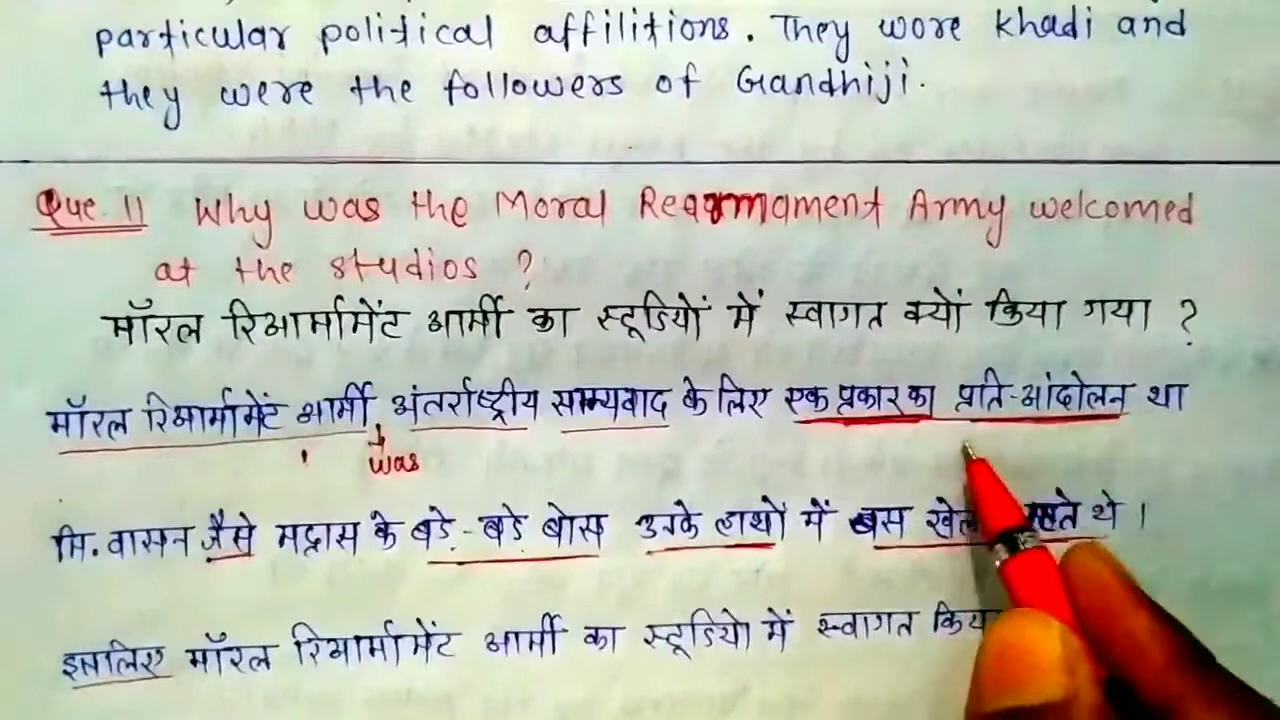 particular political affilitions. They wore khadi and
they were the followers of Gandhiji.
Que. 11 Why was the Moral Rearmament Army welcomed
at the studios ?
मॉरल रिआर्मामेंट आर्मी का स्टूडियों में स्वागत क्यों किया गया ?
मॉरल रिआर्मामेंट आर्मी अंतर्राष्ट्रीय साम्यवाद के लिए एक प्रकार का प्रति-आंदोलन था
was
मि. वासन जैसे मद्रास के बड़े-बड़े बोस उनके हाथों में बस थे ।
इसलिए मॉरल रिआर्मामेंट आर्मी का स्टूडियो में स्वागत